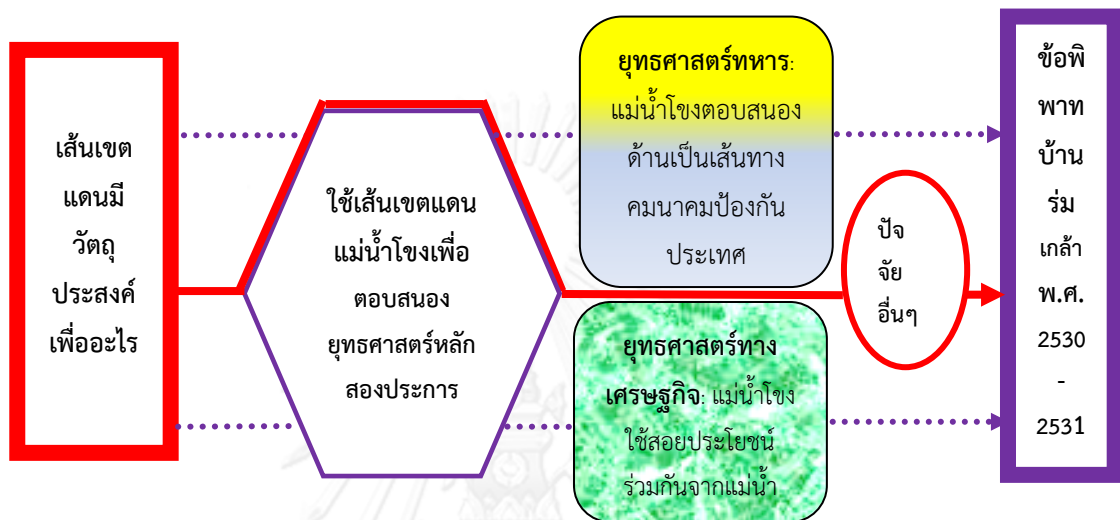 เส้นเขต
แดนมี
วัตถุ
ประสงค์
เพื่ออะไร
ใช้เส้นเขตแดน
แม่น้ำโขงเพื่อ
ตอบสนอง
ยุทธศาสตร์หลัก
สองประการ
ยุทธศาสตร์ทหาร:
แม่น้ำโขงตอบสนอง
ด้านเป็นเส้นทาง
คมนาคมป้องกัน
ประเทศ
ยุทธศาสตร์ทาง
เศรษฐกิจ: แม่น้ำโขง
ใช้สอยประโยชน์
ร่วมกันจากแม่น้ำ
ปัจ
จัย
อื่นๆ
ข้อพิ
พาท
บ้าน
ร่ม
เกล้า
พ.ศ.
2530
-
2531